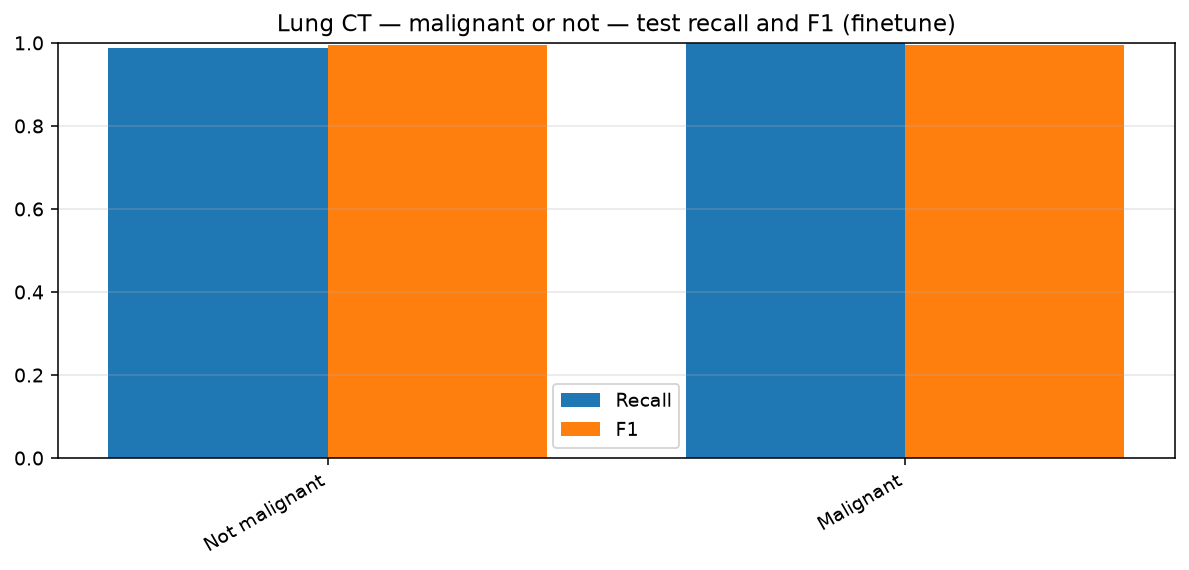 Lung CT — malignant or not — test recall and F1 (finetune)
1.0
0.8
0.6
0.4
0.2
0.0
Recall
F1
Not malignant
Malignant